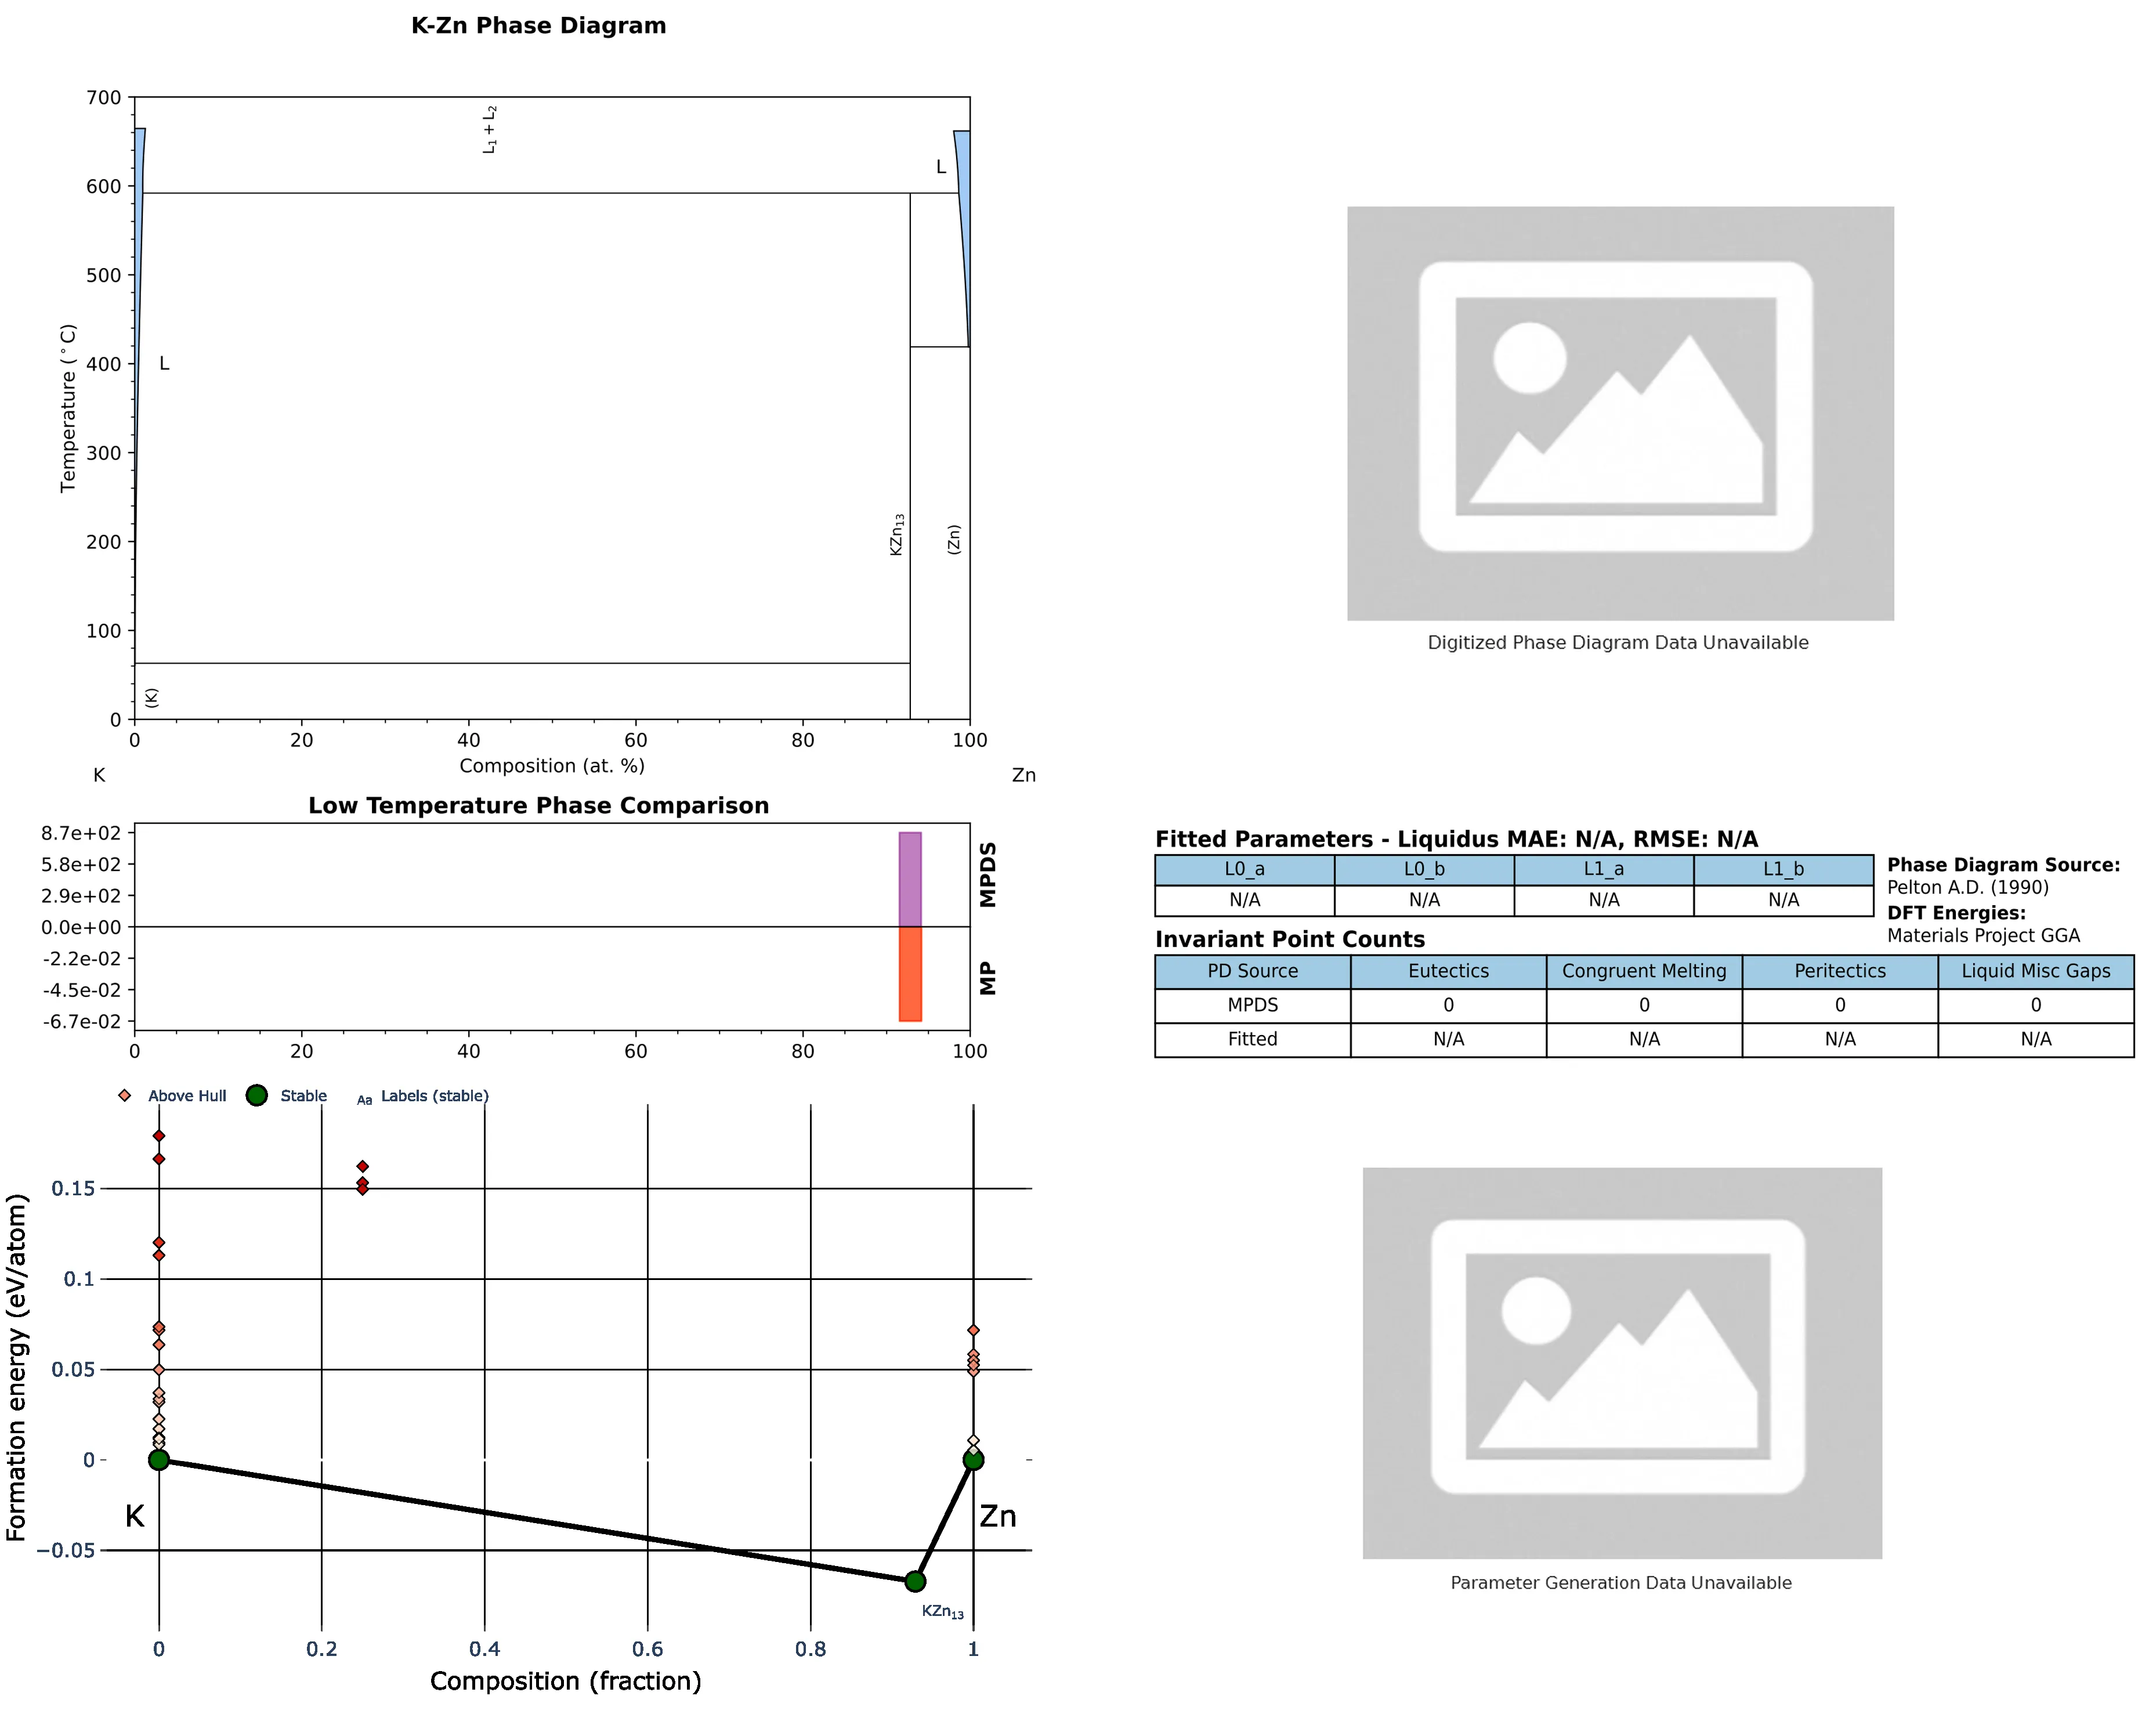 K-Zn Phase Diagram
700
600
500
400
300
200
100
0
Temperature (°C)
L₁ + L₂
L
L
KZn₁₃
(Zn)
(K)
0 20 40 60 80 100
Composition (at. %)
K Zn
Digitized Phase Diagram Data Unavailable
Low Temperature Phase Comparison
8.7e+02
5.8e+02
2.9e+02
0.0e+00
-2.2e-02
-4.5e-02
-6.7e-02
MPDS
MP
0 20 40 60 80 100
Fitted Parameters - Liquidus MAE: N/A, RMSE: N/A
L0_a L0_b L1_a L1_b
N/A N/A N/A N/A
Phase Diagram Source:
Pelton A.D. (1990)
DFT Energies:
Materials Project GGA
Invariant Point Counts
PD Source Eutectics Congruent Melting Peritectics Liquid Misc Gaps
MPDS 0 0 0 0
Fitted N/A N/A N/A N/A
Above Hull Stable Aa Labels (stable)
0.15
0.1
0.05
0
−0.05
Formation energy (eV/atom)
K
Zn
KZn₁₃
0 0.2 0.4 0.6 0.8 1
Composition (fraction)
Parameter Generation Data Unavailable